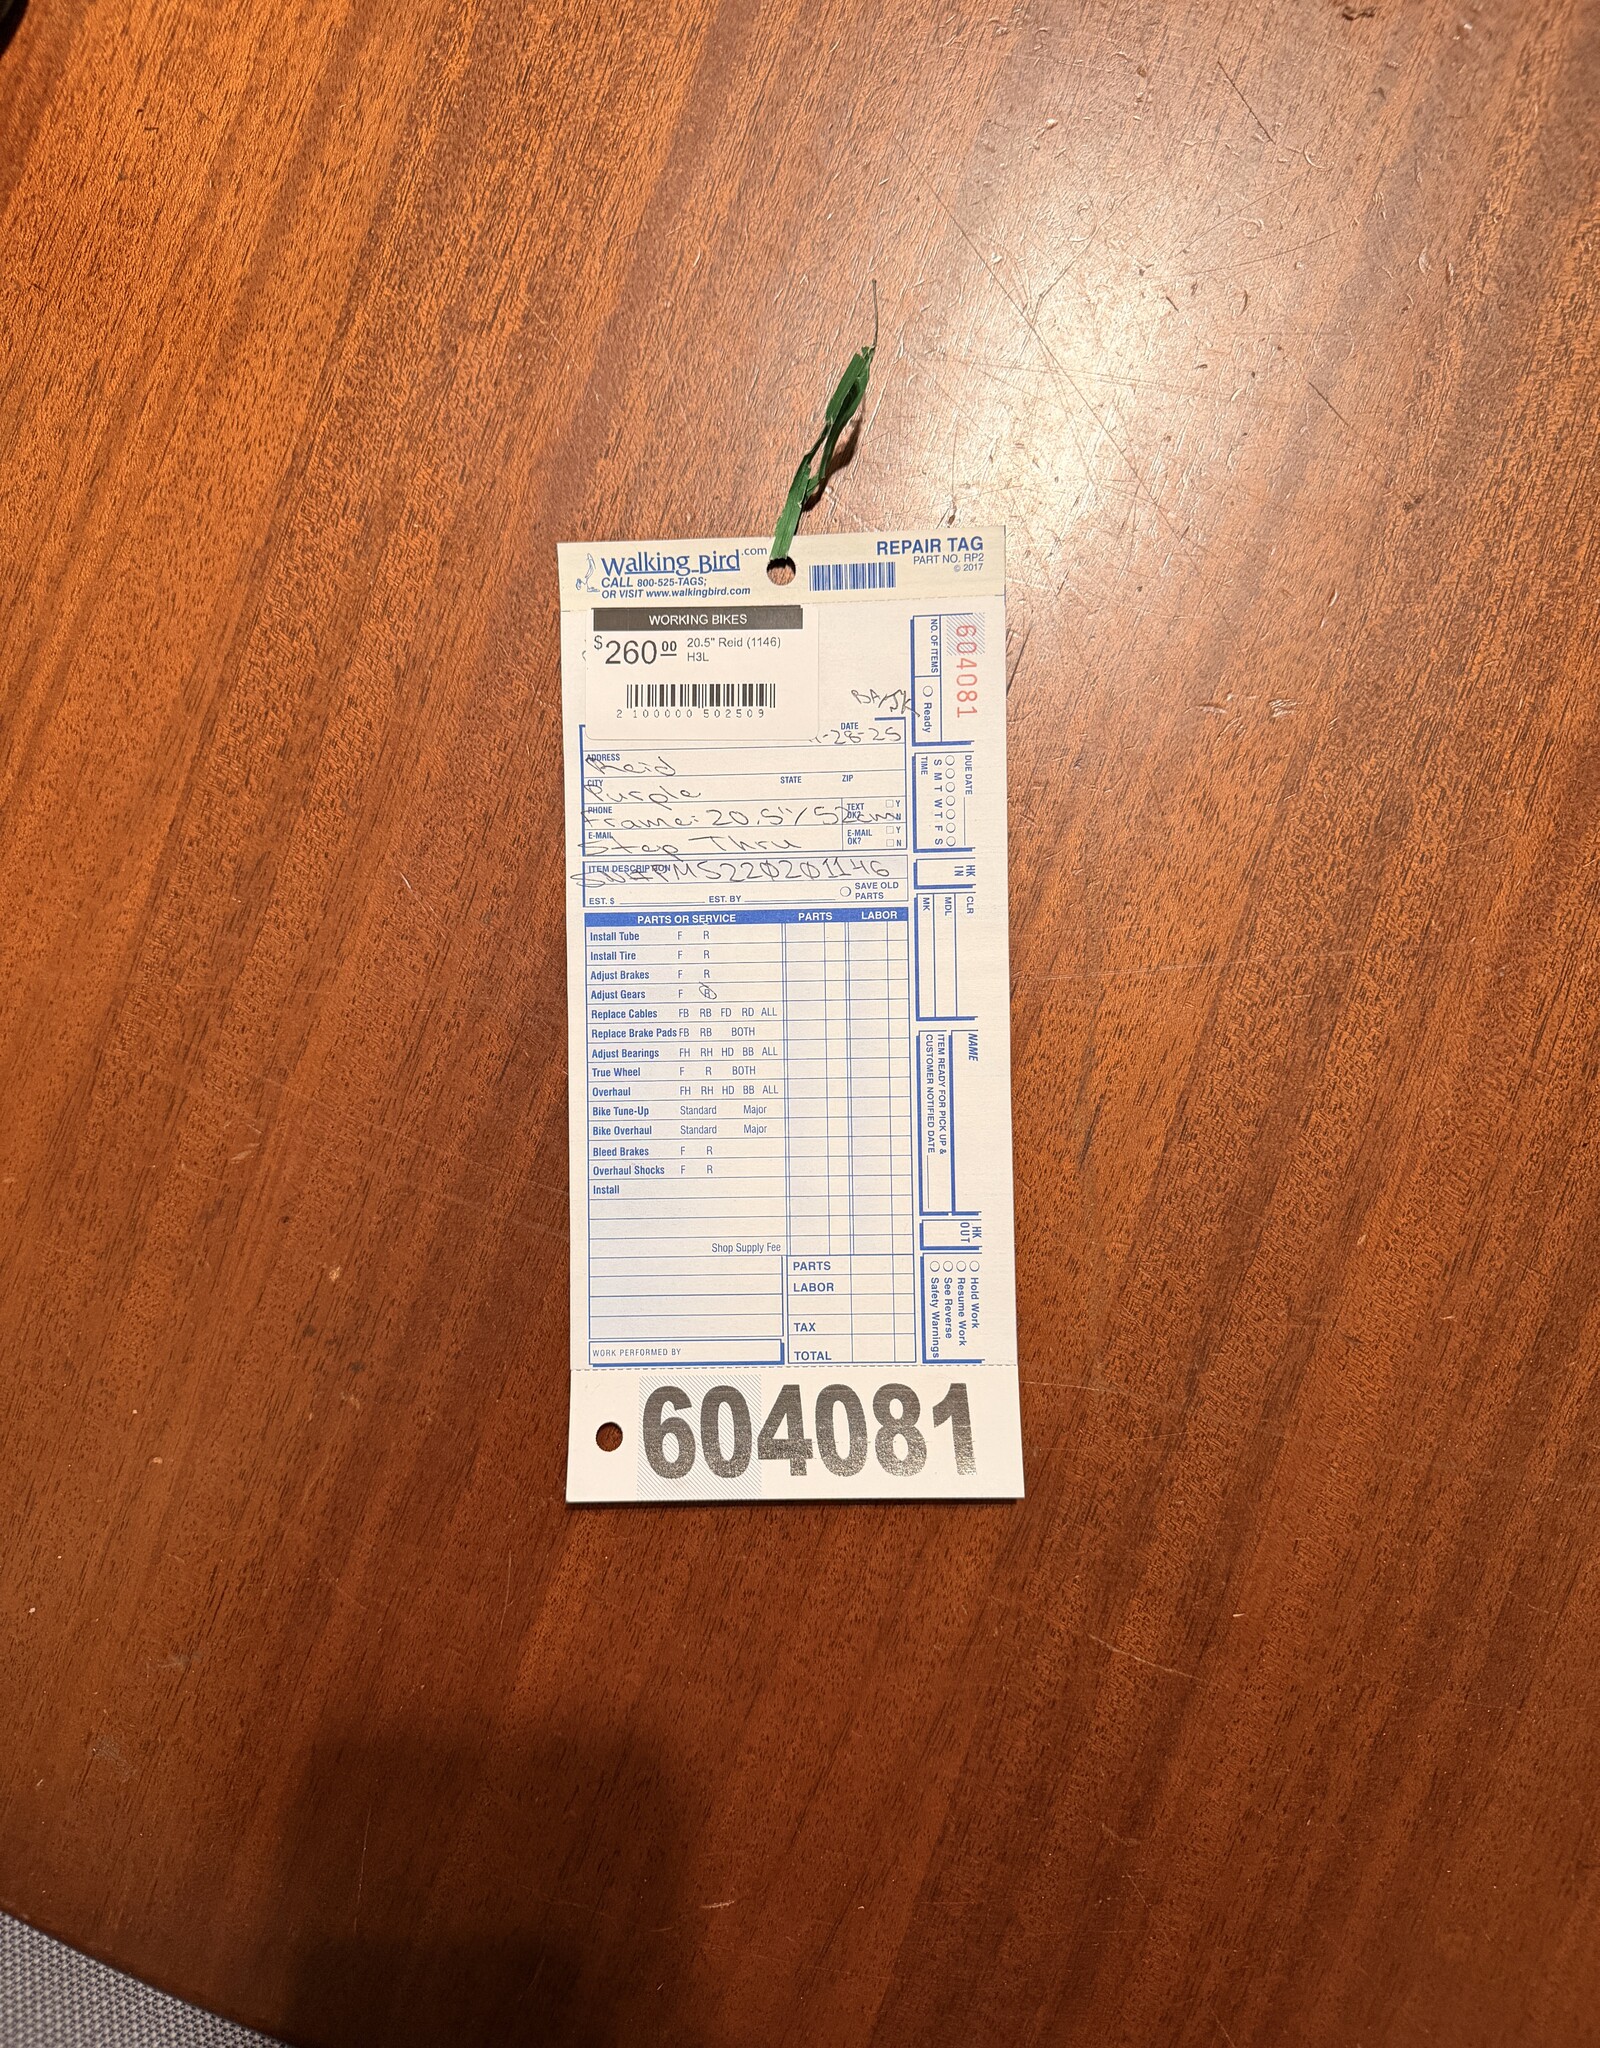 Walking Bird.com
CALL 800-525-TAGS;
OR VISIT www.walkingbird.com
REPAIR TAG
PART NO. RP2
© 2017
WORKING BIKES
$260.00 20.5" Reid (1146)
H3L
2 100000 502509
BA/JK
DATE
-28-25
ADDRESS
Reid
CITY STATE ZIP
Purple
PHONE TEXT OK? Y N
Frame: 20.5"/52cm
E-MAIL E-MAIL OK? Y N
Step Thru
ITEM DESCRIPTION
EST. $ EST. BY SAVE OLD PARTS
PARTS OR SERVICE PARTS LABOR
Install Tube F R
Install Tire F R
Adjust Brakes F R
Adjust Gears F R
Replace Cables FB RB FD RD ALL
Replace Brake Pads FB RB BOTH
Adjust Bearings FH RH HD BB ALL
True Wheel F R BOTH
Overhaul FH RH HD BB ALL
Bike Tune-Up Standard Major
Bike Overhaul Standard Major
Bleed Brakes F R
Overhaul Shocks F R
Install
Shop Supply Fee
PARTS
LABOR
TAX
TOTAL
WORK PERFORMED BY
604081
604081
NO. OF ITEMS
Ready
DUE DATE
S M T W T F S
TIME
HK IN
CLR
MDL
MK
NAME
ITEM READY FOR PICK UP &
CUSTOMER NOTIFIED DATE
HK OUT
Hold Work
Resume Work
See Reverse
Safety Warnings